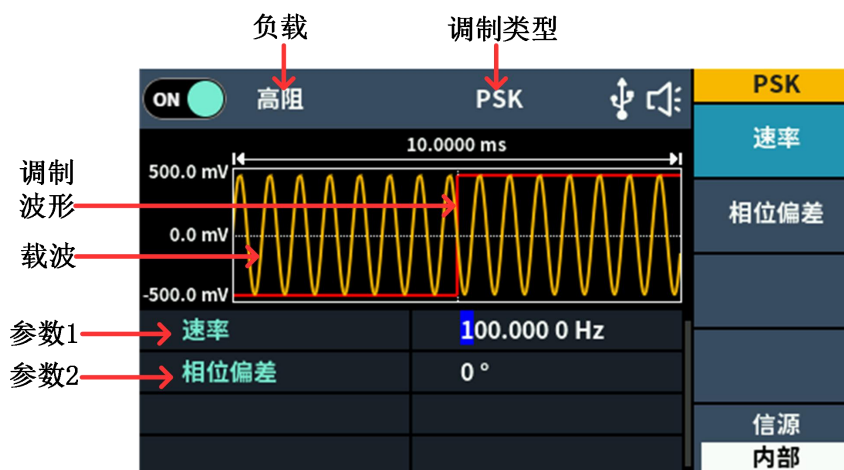 负载
调制类型
ON
高阻
PSK
PSK
10.0000 ms
速率
500.0 mV
调制
波形
相位偏差
0.0 mV
载波
-500.0 mV
参数1
速率
100.000 0 Hz
参数2
相位偏差
0 °
信源
内部